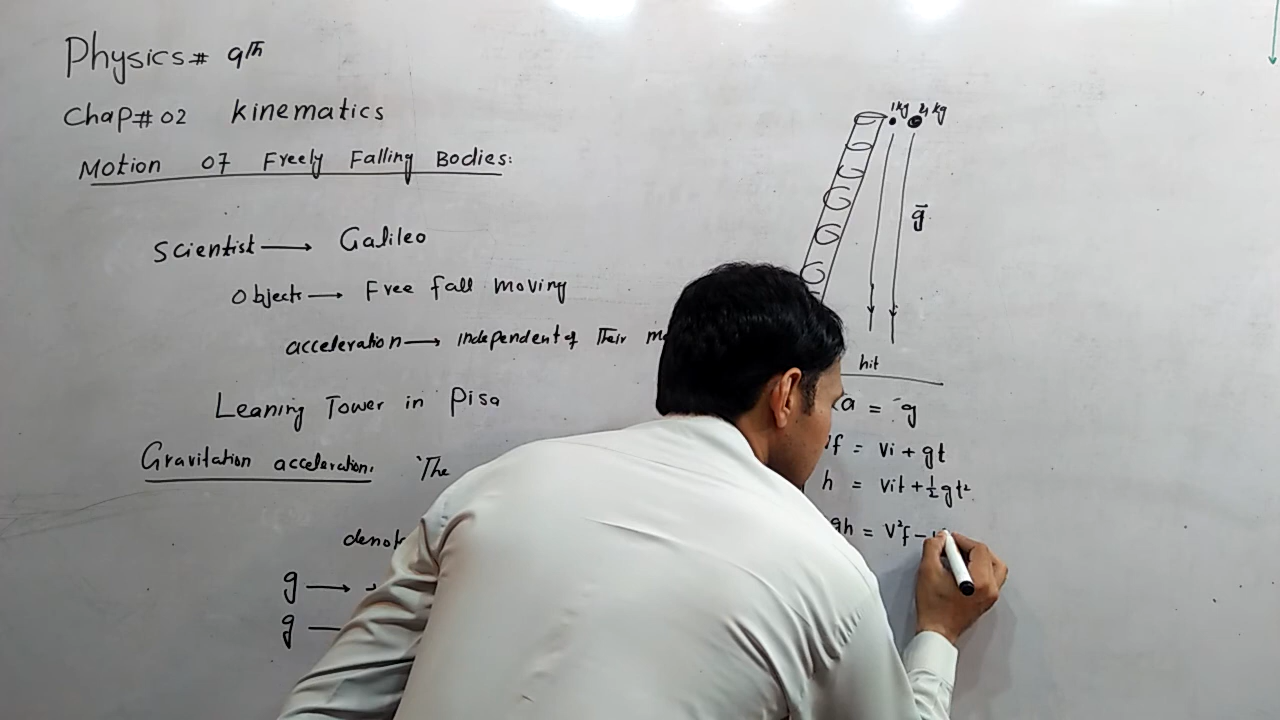 Physics# 9th
Chap# 02 kinematics
Motion of Freely Falling Bodies:
Scientist → Galileo
Objects → Free fall moving
acceleration → independent of Their
Leaning Tower in Pisa
Gravitation acceleration. The
g →
g
1kg
kg
g
hit
a = g
f = Vi + gt
h = Vit + ½gt²
gh = V²f -